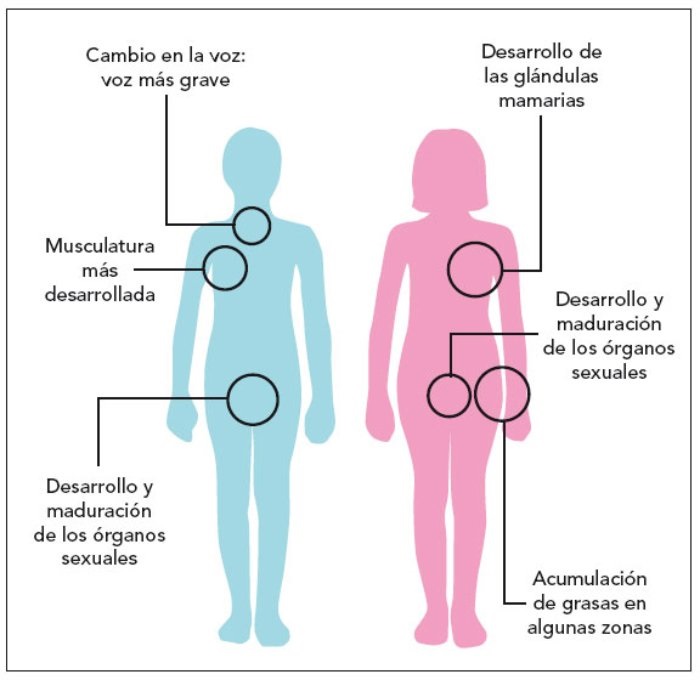 Cambio en la voz:
voz más grave
Musculatura
más
desarrollada
Desarrollo y
maduración
de los órganos
sexuales
Desarrollo de
las glándulas
mamarias
Desarrollo y
maduración
de los órganos
sexuales
Acumulación
de grasas en
algunas zonas